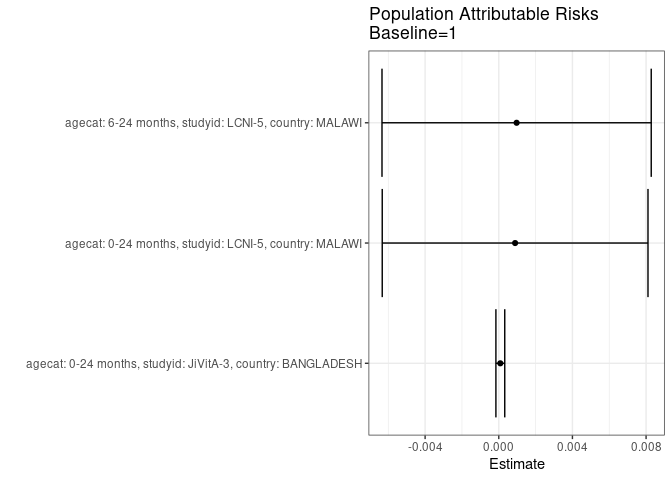 Population Attributable Risks
Baseline=1
agecat: 6-24 months, studyid: LCNI-5, country: MALAWI
agecat: 0-24 months, studyid: LCNI-5, country: MALAWI
agecat: 0-24 months, studyid: JiVitA-3, country: BANGLADESH
-0.004 0.000 0.004 0.008
Estimate